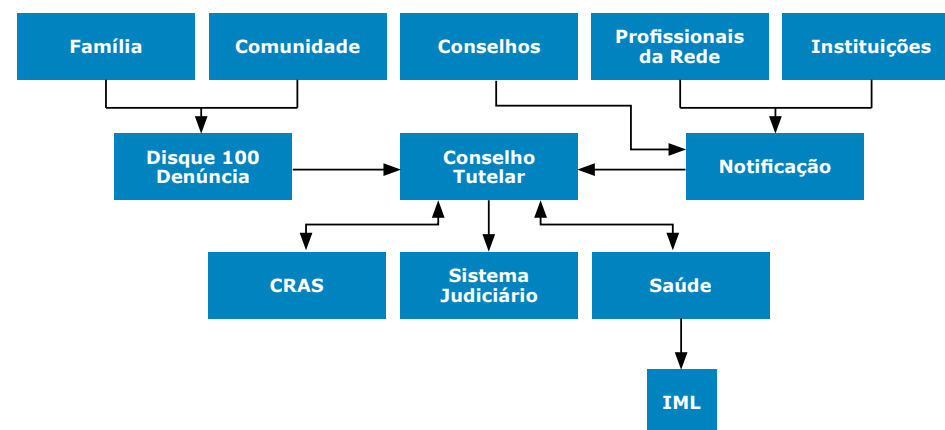 Família
Comunidade
Conselhos
Profissionais
da Rede
Instituições
Disque 100
Denúncia
Conselho
Tutelar
Notificação
CRAS
Sistema
Judiciário
Saúde
IML